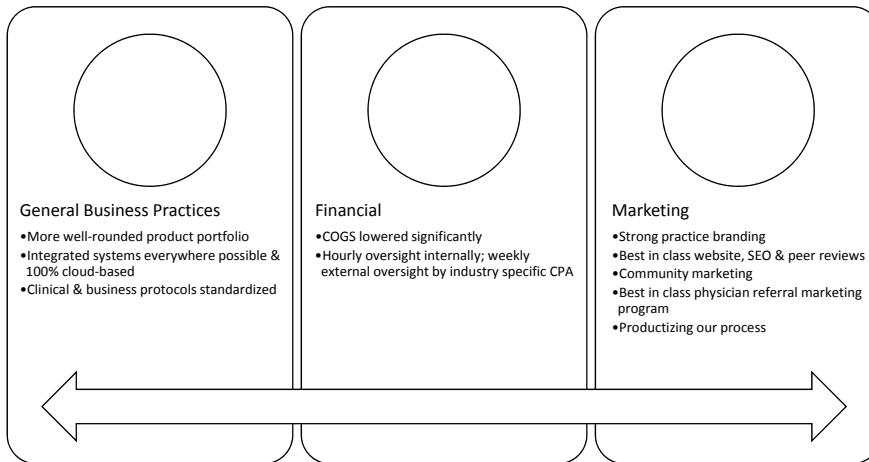 General Business Practices
•More well-rounded product portfolio
•Integrated systems everywhere possible &
100% cloud-based
•Clinical & business protocols standardized
Financial
•COGS lowered significantly
•Hourly oversight internally; weekly
external oversight by industry specific CPA
Marketing
•Strong practice branding
•Best in class website, SEO & peer reviews
•Community marketing
•Best in class physician referral marketing
program
•Productizing our process